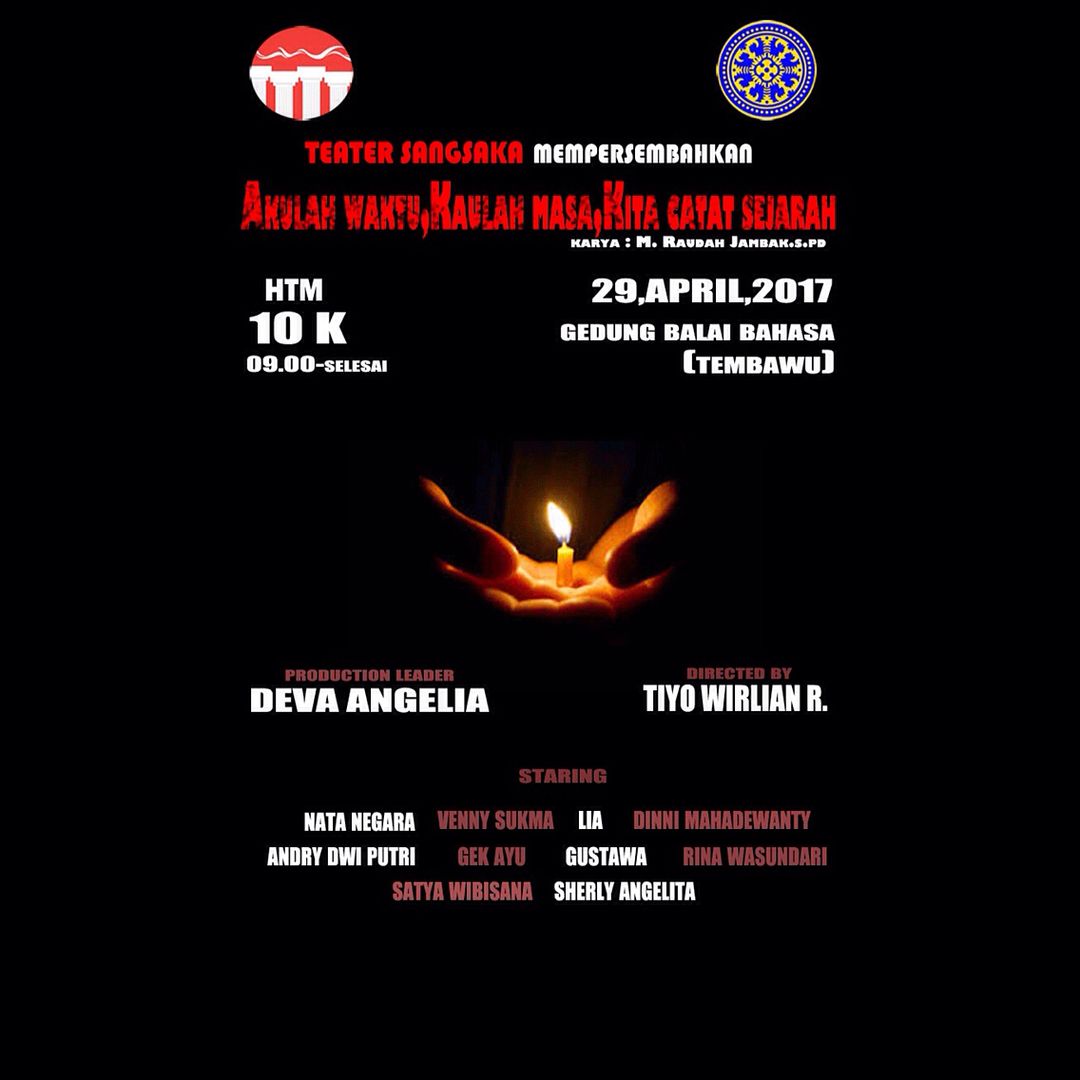 TEATER SANGSAKA MEMPERSEMBAHKAN
AKULAH WAKTU,KAULAH MASA,KITA CATAT SEJARAH
KARYA : M. RAUDAH JAMBAK.S.PD
HTM
10 K
09.00-SELESAI
29,APRIL,2017
GEDUNG BALAI BAHASA
(TEMBAWU)
PRODUCTION LEADER
DEVA ANGELIA
DIRECTED BY
TIYO WIRLIAN R.
STARING
NATA NEGARA VENNY SUKMA LIA DINNI MAHADEWANTY
ANDRY DWI PUTRI GEK AYU GUSTAWA RINA WASUNDARI
SATYA WIBISANA SHERLY ANGELITA